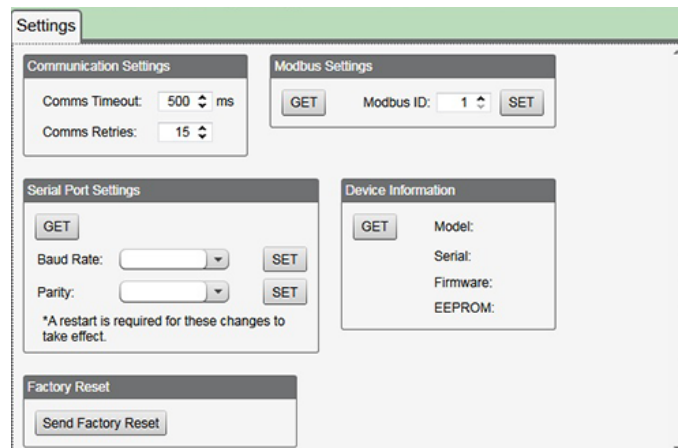 Settings
Communication Settings
Comms Timeout: 500 ms
Comms Retries: 15
Modbus Settings
GET Modbus ID: 1 SET
Serial Port Settings
GET
Baud Rate: SET
Parity: SET
*A restart is required for these changes to
take effect.
Device Information
GET Model:
Serial:
Firmware:
EEPROM:
Factory Reset
Send Factory Reset